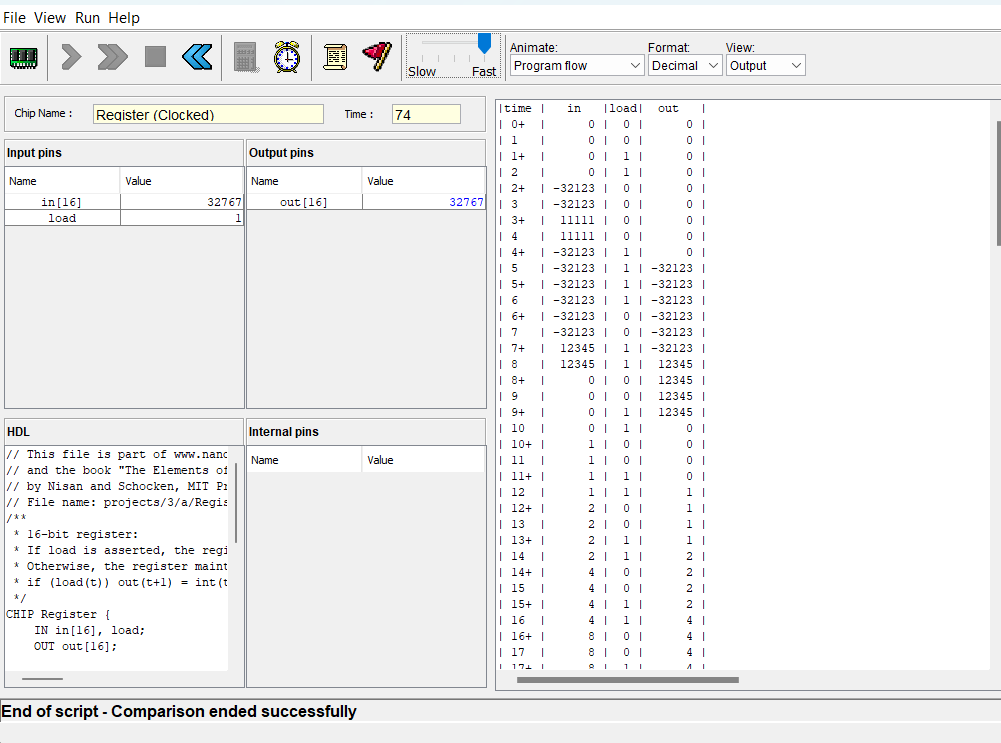 File View Run Help
Slow Fast
Animate: Format: View:
Program flow Decimal Output
Chip Name : Register (Clocked) Time : 74
Input pins
Name Value
in[16] 32767
load 1
Output pins
Name Value
out[16] 32767
HDL
// This file is part of www.nand
// and the book "The Elements of
// by Nisan and Schocken, MIT Pr
// File name: projects/3/a/Regis
/**
* 16-bit register:
* If load is asserted, the regi
* Otherwise, the register maint
* if (load(t)) out(t+1) = int(t
*/
CHIP Register {
IN in[16], load;
OUT out[16];
Internal pins
Name Value
|time | in |load| out |
| 0+ | 0 | 0 | 0 |
| 1 | 0 | 0 | 0 |
| 1+ | 0 | 1 | 0 |
| 2 | 0 | 1 | 0 |
| 2+ | -32123 | 0 | 0 |
| 3 | -32123 | 0 | 0 |
| 3+ | 11111 | 0 | 0 |
| 4 | 11111 | 0 | 0 |
| 4+ | -32123 | 1 | 0 |
| 5 | -32123 | 1 | -32123 |
| 5+ | -32123 | 1 | -32123 |
| 6 | -32123 | 1 | -32123 |
| 6+ | -32123 | 0 | -32123 |
| 7 | -32123 | 0 | -32123 |
| 7+ | 12345 | 1 | -32123 |
| 8 | 12345 | 1 | 12345 |
| 8+ | 0 | 0 | 12345 |
| 9 | 0 | 0 | 12345 |
| 9+ | 0 | 1 | 12345 |
| 10 | 0 | 1 | 0 |
| 10+ | 1 | 0 | 0 |
| 11 | 1 | 0 | 0 |
| 11+ | 1 | 1 | 0 |
| 12 | 1 | 1 | 1 |
| 12+ | 2 | 0 | 1 |
| 13 | 2 | 0 | 1 |
| 13+ | 2 | 1 | 1 |
| 14 | 2 | 1 | 2 |
| 14+ | 4 | 0 | 2 |
| 15 | 4 | 0 | 2 |
| 15+ | 4 | 1 | 2 |
| 16 | 4 | 1 | 4 |
| 16+ | 8 | 0 | 4 |
| 17 | 8 | 0 | 4 |
| 17+ | 8 | 1 | 4 |
End of script - Comparison ended successfully